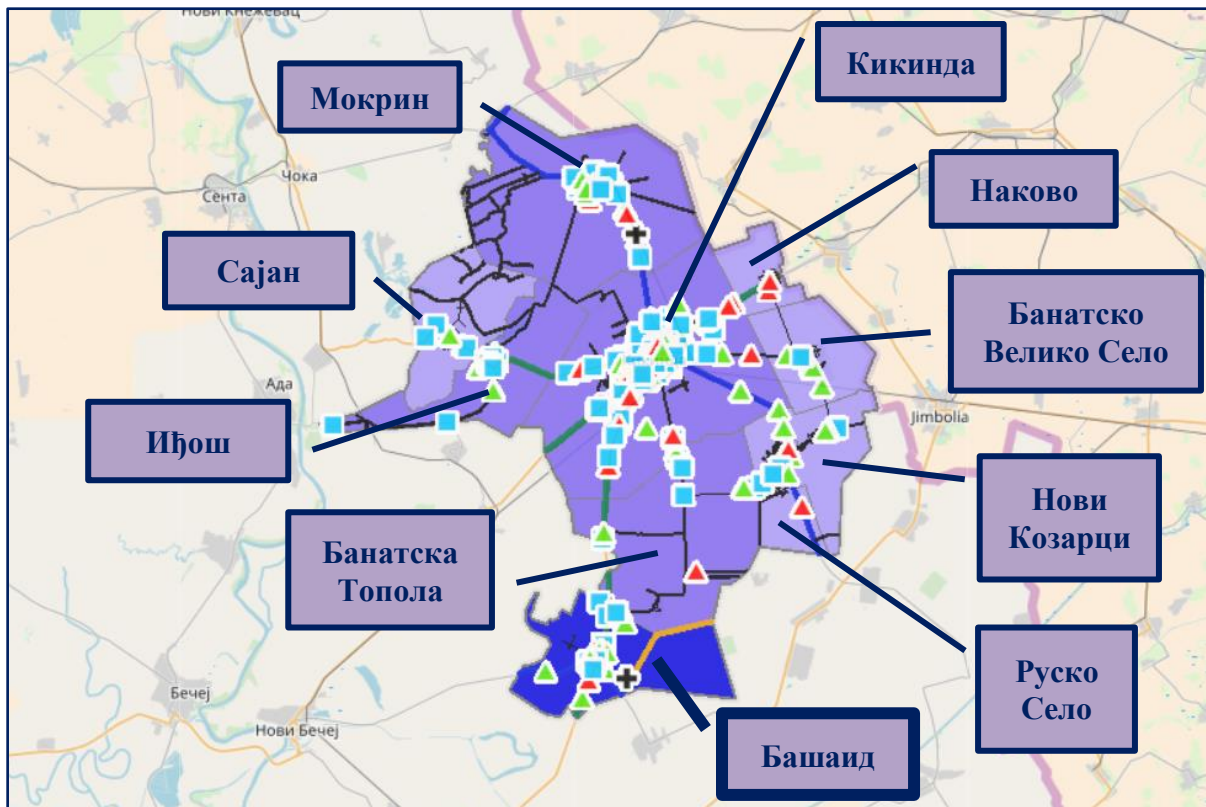 НОВИ КНЕЖЕВАЦ
Кикинда
Мокрин
Чока
Сента
Наково
Сајан
Банатско
Велико Село
Ада
Jimbolia
Иђош
Нови
Козарци
Банатска
Топола
Руско
Село
Бечеј
Нови Бечеј
Башаид